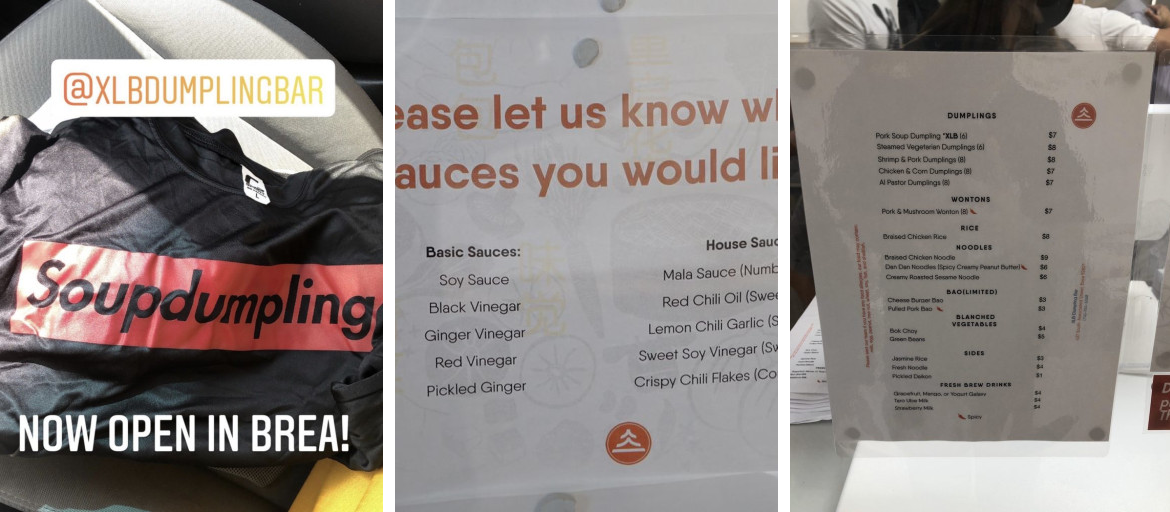 @XLBDUMPLINGBAR
Soupdumpling
NOW OPEN IN BREA!
ease let us know wh
auces you would li
Basic Sauces:
Soy Sauce
Black Vinegar
Ginger Vinegar
Red Vinegar
Pickled Ginger
House Sauc
Mala Sauce (Numb
Red Chili Oil (Swee
Lemon Chili Garlic (S
Sweet Soy Vinegar (Sw
Crispy Chili Flakes (Co
DUMPLINGS
Pork Soup Dumpling *XLB (6) $7
Steamed Vegetarian Dumplings (6) $8
Shrimp & Pork Dumplings (8) $8
Chicken & Corn Dumplings (8) $7
Al Pastor Dumplings (8) $7
WONTONS
Pork & Mushroom Wonton (8) $7
RICE
Braised Chicken Rice $8
NOODLES
Braised Chicken Noodle $9
Dan Dan Noodles (Spicy Creamy Peanut Butter) $6
Creamy Roasted Sesame Noodle $6
BAO(LIMITED)
Cheese Burger Bao $3
Pulled Pork Bao $3
BLANCHED
VEGETABLES
Bok Choy $4
Green Beans $5
SIDES
Jasmine Rice
Fresh Noodle $4
Pickled Daikon $1
FRESH BREW DRINKS
Grapefruit, Mango, or Yogurt Galaxy $4
Taro Ube Milk $4
Strawberry Milk $4
Spicy